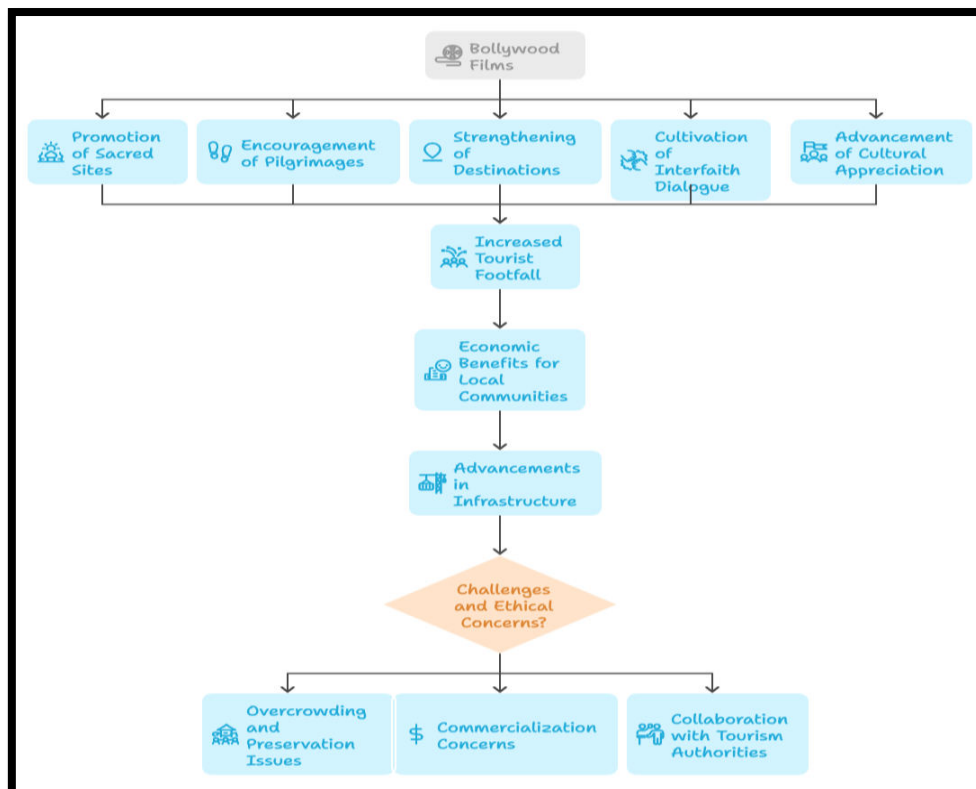 Bollywood
Films
Promotion
of Sacred
Sites
Encouragement
of Pilgrimages
Strengthening
of
Destinations
Cultivation
of
Interfaith
Dialogue
Advancement
of Cultural
Appreciation
Increased
Tourist
Footfall
Economic
Benefits for
Local
Communities
Advancements
in
Infrastructure
Challenges
and Ethical
Concerns?
Overcrowding
and
Preservation
Issues
$
Commercialization
Concerns
Collaboration
with Tourism
Authorities